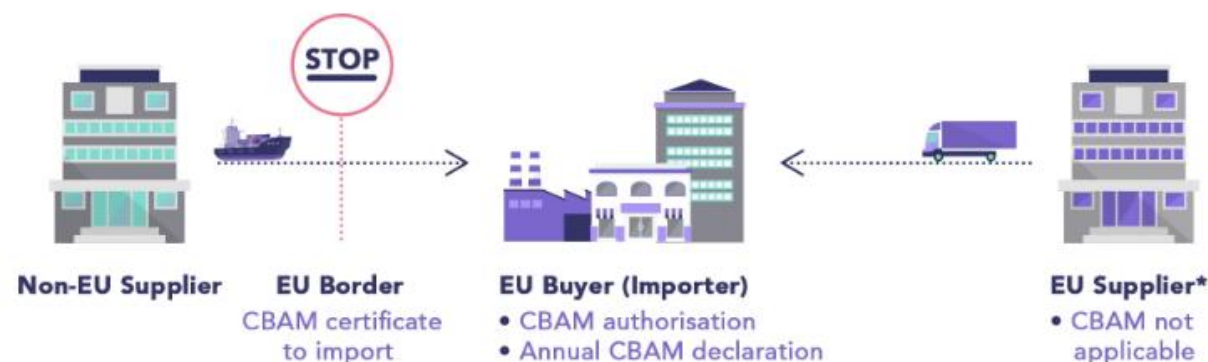 STOP
Non-EU Supplier
EU Border
CBAM certificate
to import
EU Buyer (Importer)
• CBAM authorisation
• Annual CBAM declaration
EU Supplier*
• CBAM not
applicable